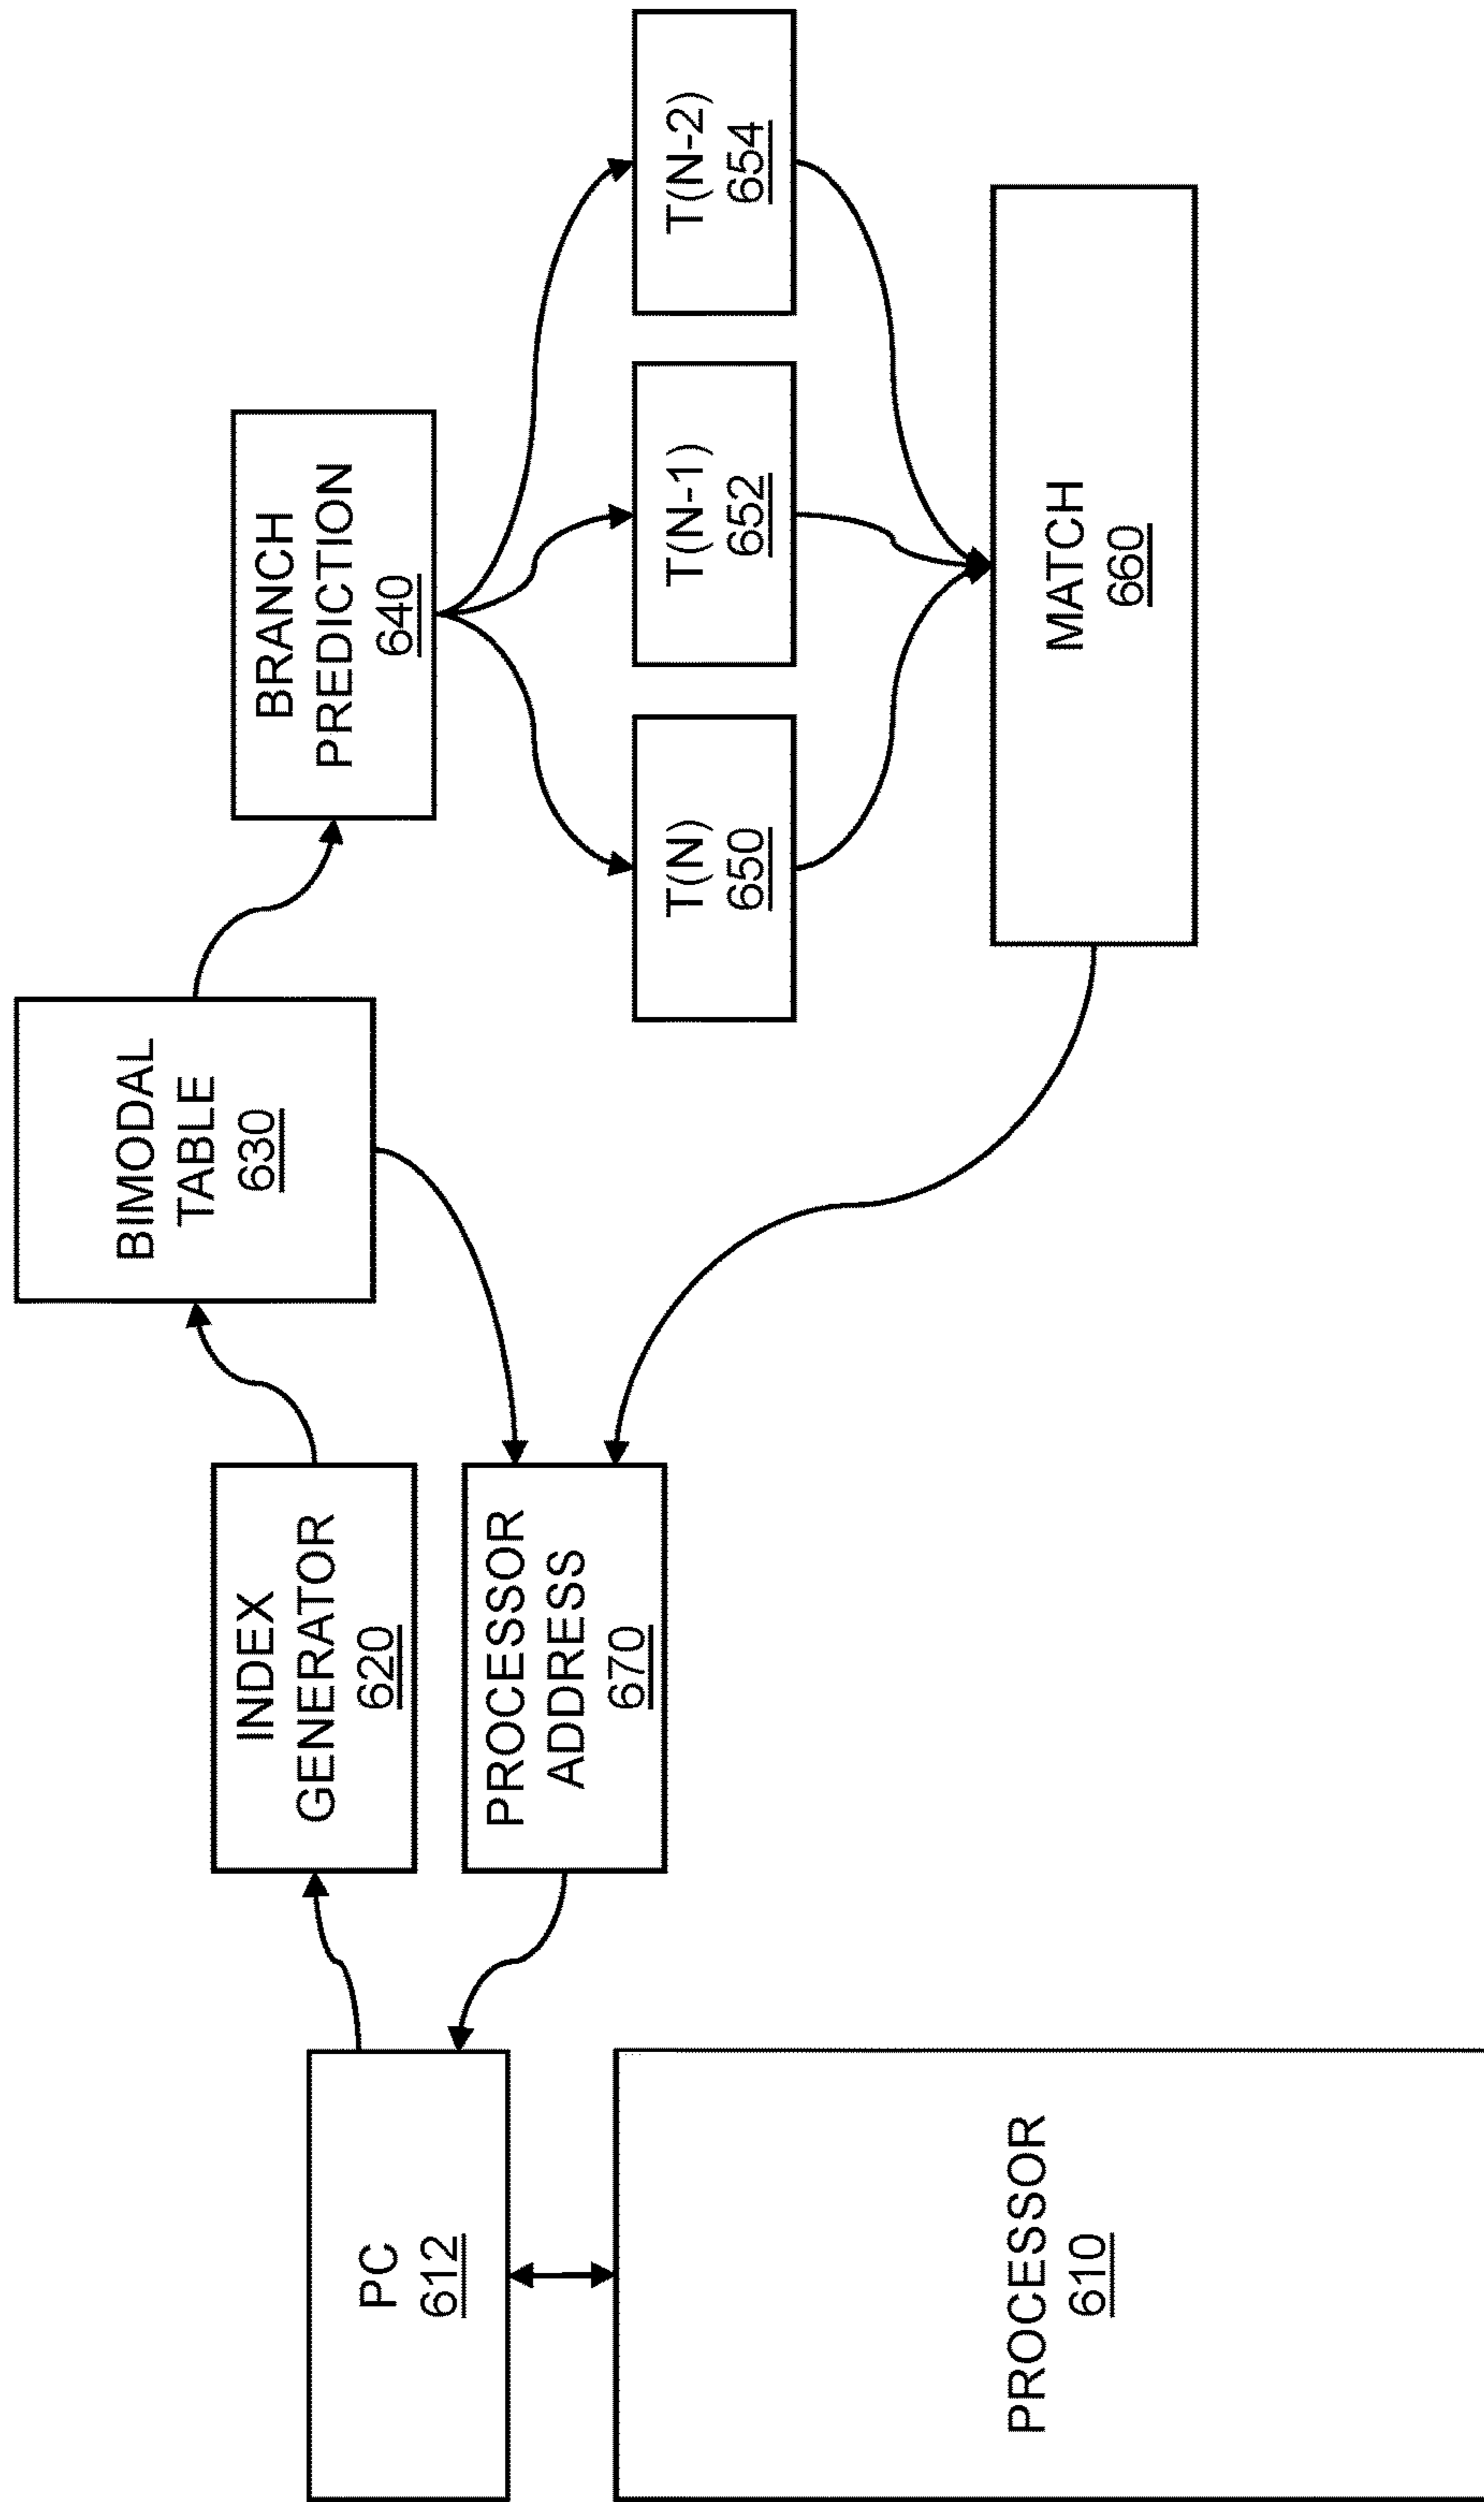 PROCESSOR
610
PC
612
INDEX
GENERATOR
620
PROCESSOR
ADDRESS
670
BIMODAL
TABLE
630
BRANCH
PREDICTION
640
T(N)
650
T(N-1)
652
T(N-2)
654
MATCH
660